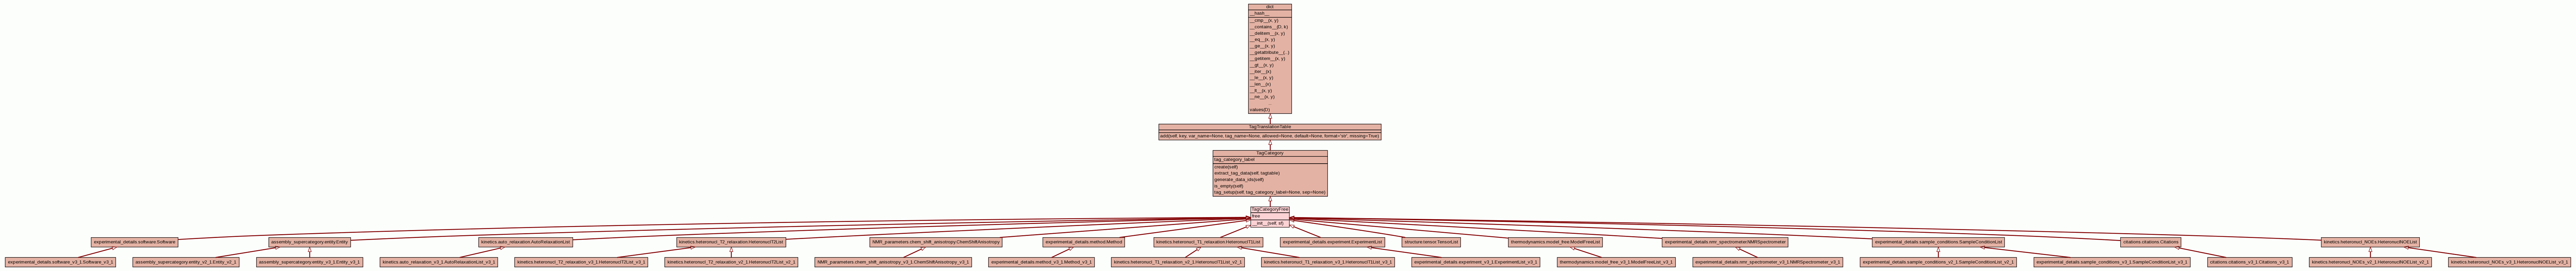 dict
__hash__
__cmp__(x, y)
__contains__(D, k)
__delitem__(x, y)
__eq__(x, y)
__ge__(x, y)
__getattribute__(...)
__getitem__(x, y)
__gt__(x, y)
__iter__(x)
__le__(x, y)
__len__(x)
__lt__(x, y)
__ne__(x, y)
...
values(D)
TagTranslationTable
add(self, key, var_name=None, tag_name=None, allowed=None, default=None, format='str', missing=True)
TagCategory
tag_category_label
create(self)
extract_tag_data(self, tagtable)
generate_data_ids(self)
is_empty(self)
tag_setup(self, tag_category_label=None, sep=None)
TagCategoryFree
free
__init__(self, sf)
experimental_details.software.Software
assembly_supercategory.entity.Entity
kinetics.auto_relaxation.AutoRelaxationList
kinetics.heteronucl_T2_relaxation.HeteronuclT2List
NMR_parameters.chem_shift_anisotropy.ChemShiftAnisotropy
experimental_details.method.Method
kinetics.heteronucl_T1_relaxation.HeteronuclT1List
experimental_details.experiment.ExperimentList
structure.tensor.TensorList
thermodynamics.model_free.ModelFreeList
experimental_details.nmr_spectrometer.NMRSpectrometer
experimental_details.sample_conditions.SampleConditionList
citations.citations.Citations
kinetics.heteronucl_NOEs.HeteronuclNOEList
experimental_details.software_v3_1.Software_v3_1
assembly_supercategory.entity_v2_1.Entity_v2_1
assembly_supercategory.entity_v3_1.Entity_v3_1
kinetics.auto_relaxation_v3_1.AutoRelaxationList_v3_1
kinetics.heteronucl_T2_relaxation_v3_1.HeteronuclT2List_v3_1
kinetics.heteronucl_T2_relaxation_v2_1.HeteronuclT2List_v2_1
NMR_parameters.chem_shift_anisotropy_v3_1.ChemShiftAnisotropy_v3_1
experimental_details.method_v3_1.Method_v3_1
kinetics.heteronucl_T1_relaxation_v2_1.HeteronuclT1List_v2_1
kinetics.heteronucl_T1_relaxation_v3_1.HeteronuclT1List_v3_1
experimental_details.experiment_v3_1.ExperimentList_v3_1
thermodynamics.model_free_v3_1.ModelFreeList_v3_1
experimental_details.nmr_spectrometer_v3_1.NMRSpectrometer_v3_1
experimental_details.sample_conditions_v2_1.SampleConditionList_v2_1
experimental_details.sample_conditions_v3_1.SampleConditionList_v3_1
citations.citations_v3_1.Citations_v3_1
kinetics.heteronucl_NOEs_v2_1.HeteronuclNOEList_v2_1
kinetics.heteronucl_NOEs_v3_1.HeteronuclNOEList_v3_1